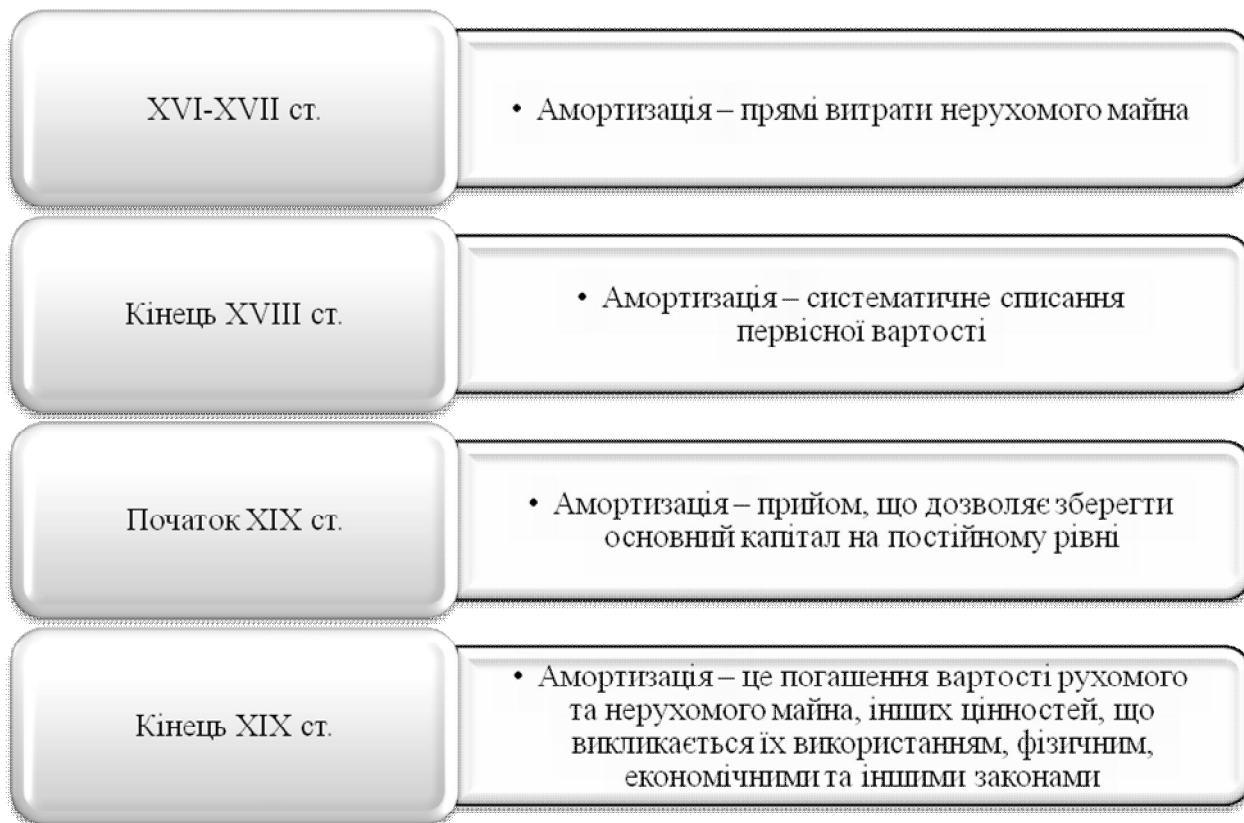 XVI-XVII ст.
• Амортизація – прямі витрати нерухомого майна
Кінець XVIII ст.
• Амортизація – систематичне списання
первісної вартості
Початок XIX ст.
• Амортизація – прийом, що дозволяє зберегти
основний капітал на постійному рівні
Кінець XIX ст.
• Амортизація – це погашення вартості рухомого
та нерухомого майна, інших цінностей, що
викликається їх використанням, фізичним,
економічними та іншими законами